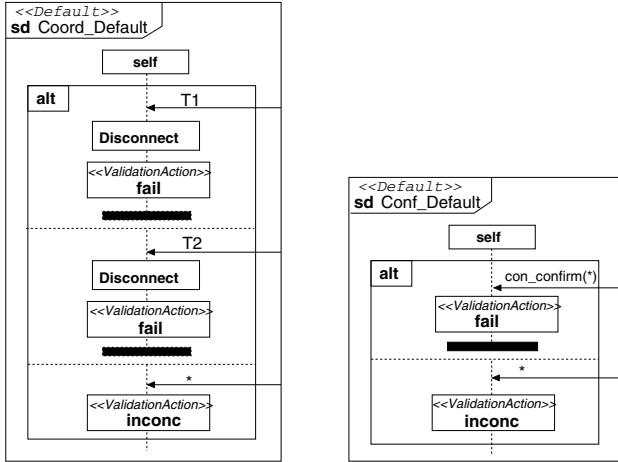 <<Default>>
sd Coord_Default
self
alt
T1
Disconnect
<<ValidationAction>>
fail
T2
Disconnect
<<ValidationAction>>
fail
*
<<ValidationAction>>
inconc
<<Default>>
sd Conf_Default
self
alt
con_confirm(*)
<<ValidationAction>>
fail
*
<<ValidationAction>>
inconc